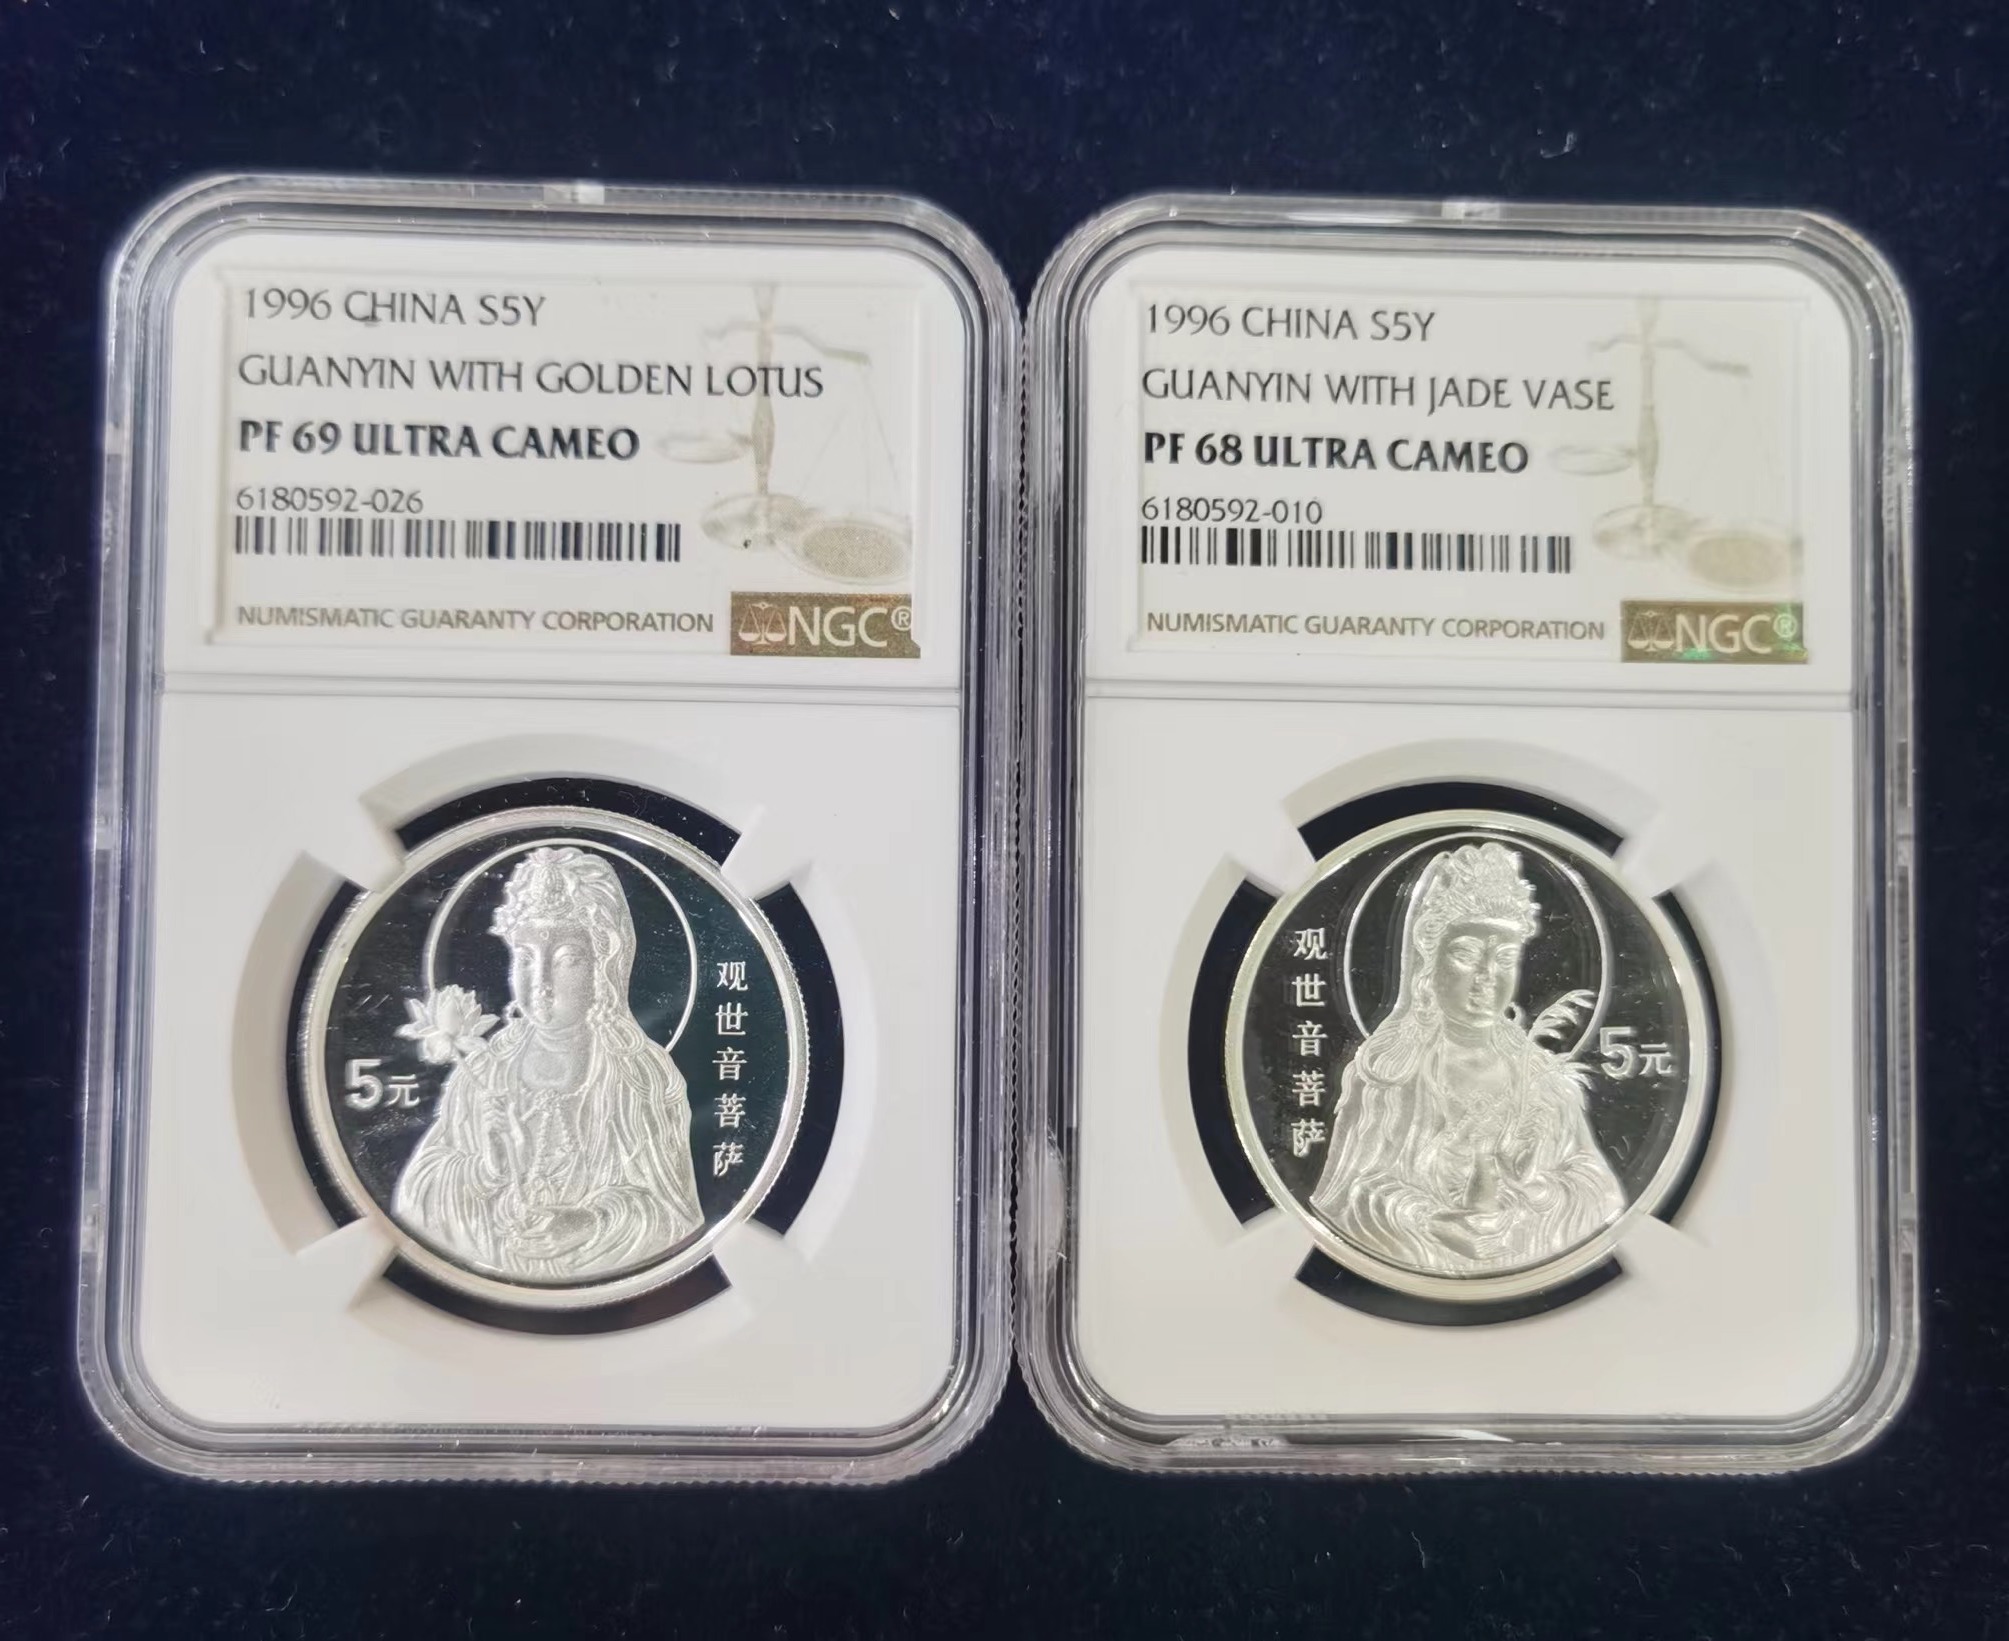 1996 CHINA S5Y
GUANYIN WITH GOLDEN LOTUS
PF 69 ULTRA CAMEO
6180592-026
NUMISMATIC GUARANTY CORPORATION
NGC®
5元
观世音菩萨
1996 CHINA S5Y
GUANYIN WITH JADE VASE
PF 68 ULTRA CAMEO
6180592-010
NUMISMATIC GUARANTY CORPORATION
NGC®
观世音菩萨
5元